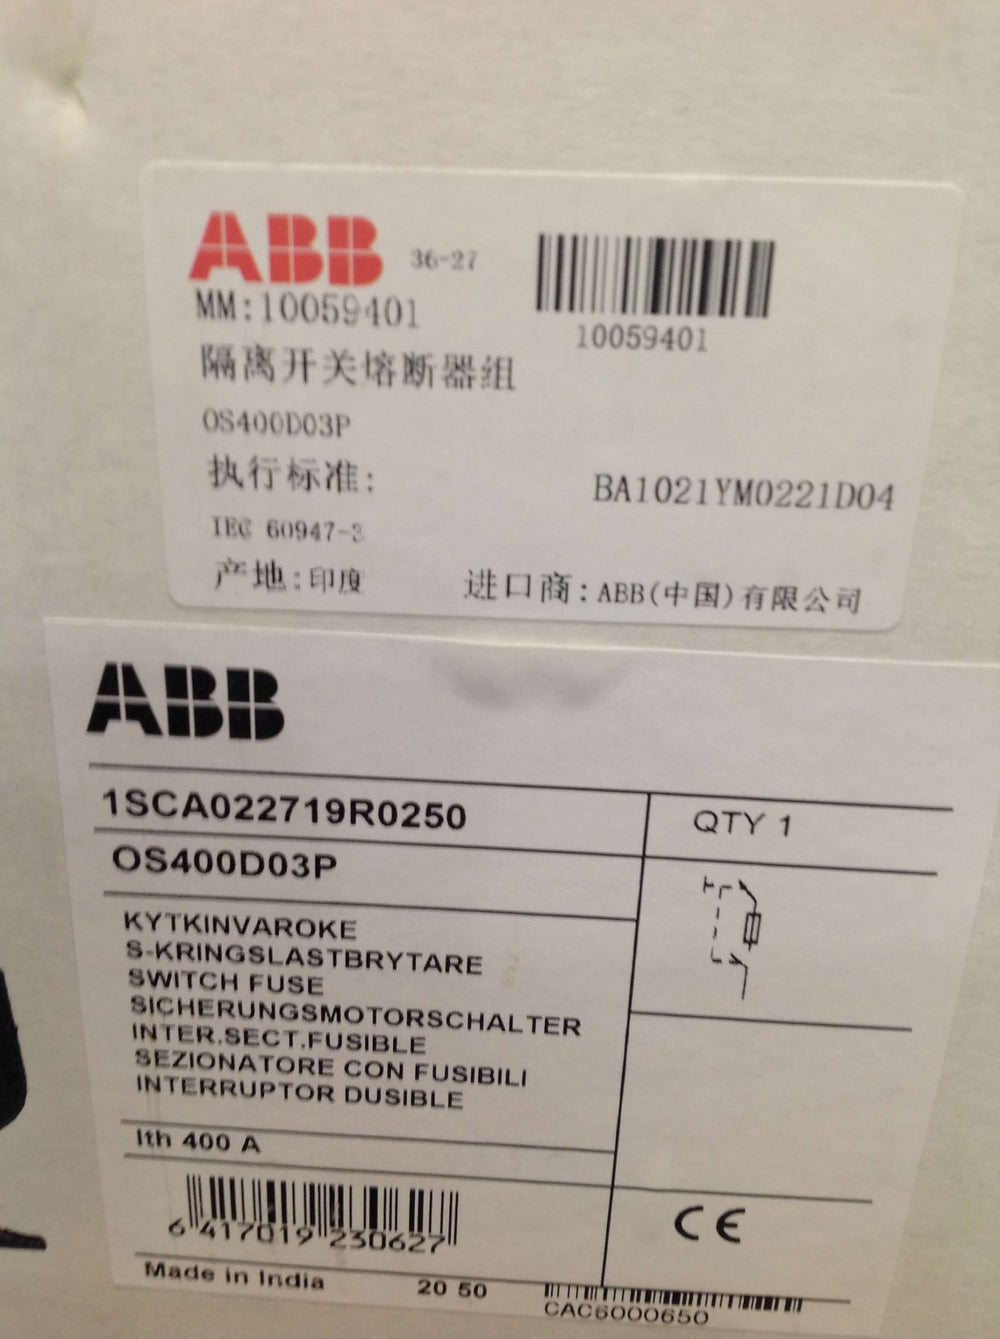 ABB 36-27
MM:10059401
10059401
隔离开关熔断器组
OS400D03P
执行标准:
BA1021YM0221D04
IEC 60947-3
产地:印度 进口商:ABB(中国)有限公司
ABB
1SCA022719R0250
QTY 1
OS400D03P
KYTKINVAROKE
S-KRINGSLASTBRYTARE
SWITCH FUSE
SICHERUNGSMOTORSCHALTER
INTER.SECT.FUSIBLE
SEZIONATORE CON FUSIBILI
INTERRUPTOR DUSIBLE
Ith 400 A
6 417019 230627
CE
Made in India 20 50
CAC6000650